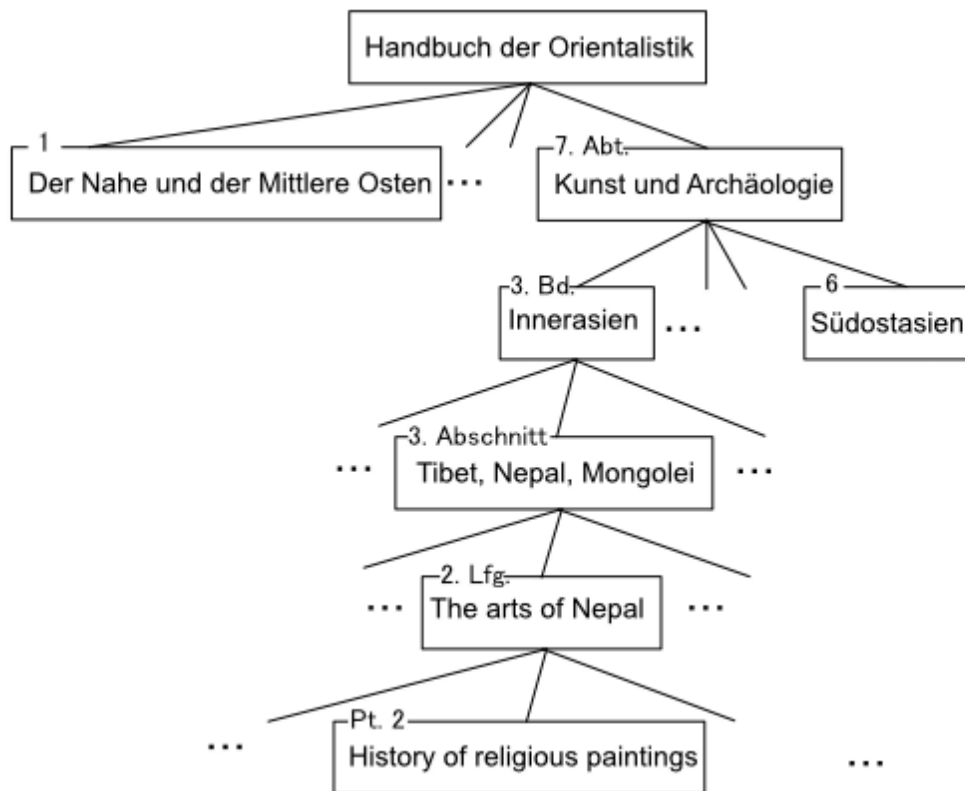 Handbuch der Orientalistik
1
Der Nahe und der Mittlere Osten
...
7. Abt.
Kunst und Archäologie
3. Bd.
Innerasien
...
6
Südostasien
3. Abschnitt
...
Tibet, Nepal, Mongolei
...
2. Lfg.
...
The arts of Nepal
...
Pt. 2
...
History of religious paintings
...